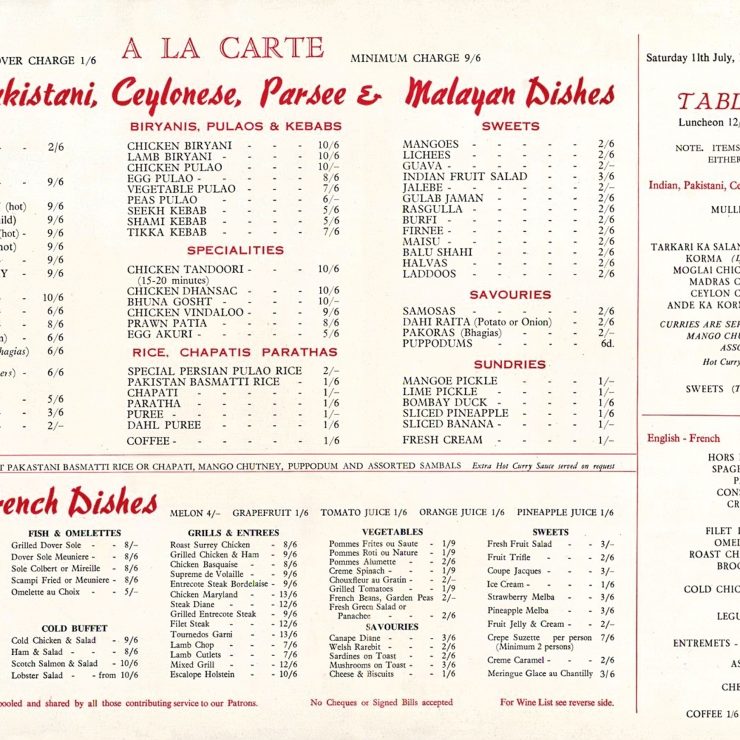 OVER CHARGE 1/6 A LA CARTE MINIMUM CHARGE 9/6
akistani, Ceylonese, Parsee & Malayan Dishes
- 2/6
- 9/6
(hot) 9/6
ild) 9/6
(hot) - 9/6
hot) 9/6
- 9/6
Y - 9/6
- 10/6
- 6/6
- 8/6
n) - 6/6
hagias) 6/6
ers) - 6/6
- 5/6
- 3/6
- 2/-
BIRYANIS, PULAOS & KEBABS
CHICKEN BIRYANI - - - 10/6
LAMB BIRYANI - - - - 10/6
CHICKEN PULAO - - - 10/-
EGG PULAO - - - - - 8/6
VEGETABLE PULAO - - - 7/6
PEAS PULAO - - - - 6/-
SEEKH KEBAB - - - - 5/6
SHAMI KEBAB - - - - 5/6
TIKKA KEBAB - - - - 7/6
SPECIALITIES
CHICKEN TANDOORI - - - 10/6
(15-20 minutes)
CHICKEN DHANSAC - - - 10/6
BHUNA GOSHT - - - - 10/-
CHICKEN VINDALOO - - - 9/6
PRAWN PATIA - - - - 8/6
EGG AKURI - - - - - 5/6
RICE, CHAPATIS PARATHAS
SPECIAL PERSIAN PULAO RICE 2/-
PAKISTAN BASMATTI RICE - 1/6
CHAPATI - - - - - 1/-
PARATHA - - - - - 1/6
PUREE - - - - - 1/-
DAHL PUREE - - - - 1/6
COFFEE - - - - - 1/6
SWEETS
MANGOES - - - - - 2/6
LICHEES - - - - - 2/6
GUAVA - - - - - - 2/-
INDIAN FRUIT SALAD - - 3/6
JALEBE - - - - - - 2/-
GULAB JAMAN - - - - 2/6
RASGULLA - - - - - 2/6
BURFI - - - - - - 2/6
FIRNEE - - - - - - 2/6
MAISU - - - - - - 2/6
BALU SHAHI - - - - 2/6
HALVAS - - - - - 2/6
LADDOOS - - - - - 2/6
SAVOURIES
SAMOSAS - - - - - 2/6
DAHI RAITA (Potato or Onion) - - 2/6
PAKORAS (Bhagias) - - - 2/-
PUPPODUMS - - - - 6d.
SUNDRIES
MANGOE PICKLE - - - 1/-
LIME PICKLE - - - - 1/-
BOMBAY DUCK - - - - 1/6
SLICED PINEAPPLE - - - 1/6
SLICED BANANA - - - - 1/-
FRESH CREAM - - - - 1/-
T PAKASTANI BASMATTI RICE OR CHAPATI, MANGO CHUTNEY, PUPPODUM AND ASSORTED SAMBALS Extra Hot Curry Sauce served on request
rench Dishes MELON 4/- GRAPEFRUIT 1/6 TOMATO JUICE 1/6 ORANGE JUICE 1/6 PINEAPPLE JUICE 1/6
FISH & OMELETTES
Grilled Dover Sole - - 8/-
Dover Sole Meuniere - - 8/6
Sole Colbert or Mireille - 8/6
Scampi Fried or Meuniere - 8/6
Omelette au Choix - - 5/-
COLD BUFFET
Cold Chicken & Salad - 9/6
Ham & Salad - - - 8/6
Scotch Salmon & Salad - 10/6
Lobster Salad - - from 10/6
GRILLS & ENTREES
Roast Surrey Chicken - 8/6
Grilled Chicken & Ham - 9/6
Chicken Basquaise - 8/6
Supreme de Volaille - - 9/6
Entrecote Steak Bordelaise - 9/6
Chicken Maryland - 13/6
Steak Diane - - - 12/6
Grilled Entrecote Steak - 9/6
Filet Steak - - - 12/6
Tournedos Garni - 13/6
Lamb Chop - - - 7/6
Lamb Cutlets - - - 7/6
Mixed Grill - - - 10/6
Escalope Holstein - - 10/6
VEGETABLES
Pommes Frites ou Saute - 1/9
Pommes Roti ou Nature - 1/9
Pommes Alumette - - 2/6
Creme Spinach - - - 1/9
Chouxfleur au Gratin - - 2/-
Grilled Tomatoes - - 1/9
French Beans, Garden Peas 2/-
Fresh Green Salad or
Panachee - - - 2/6
SAVOURIES
Canape Diane - - - 3/6
Welsh Rarebit - - - 2/6
Sardines on Toast - - 2/6
Mushrooms on Toast - - 3/6
Cheese & Biscuits - - 1/6
SWEETS
Fresh Fruit Salad - - 3/-
Fruit Trifle - - - 2/6
Coupe Jacques - - - 3/-
Ice Cream - - - - 1/6
Strawberry Melba - - 3/6
Pineapple Melba - - 3/6
Fruit Jelly & Cream - - 2/-
Crepe Suzette per person 7/6
(Minimum 2 persons)
Creme Caramel - - - 2/6
Meringue Glace au Chantilly 3/6
pooled and shared by all those contributing service to our Patrons. No Cheques or Signed Bills accepted For Wine List see reverse side.
Saturday 11th July,
TABL
Luncheon 12/
NOTE. ITEMS
EITHER
Indian, Pakistani, Ce
MULL
TARKARI KA SALAN
KORMA
MOGLAI CHIC
MADRAS C
CEYLON C
ANDE KA KORM
CURRIES ARE SER
MANGO CHU
ASSO
Hot Curry
SWEETS (T
English - French
HORS
SPAG
P
CONS
CR
FILET
OMEL
ROAST CH
BROC
COLD CHIC
LEGU
ENTREMETS -
AS
CHE
COFFEE 1/6